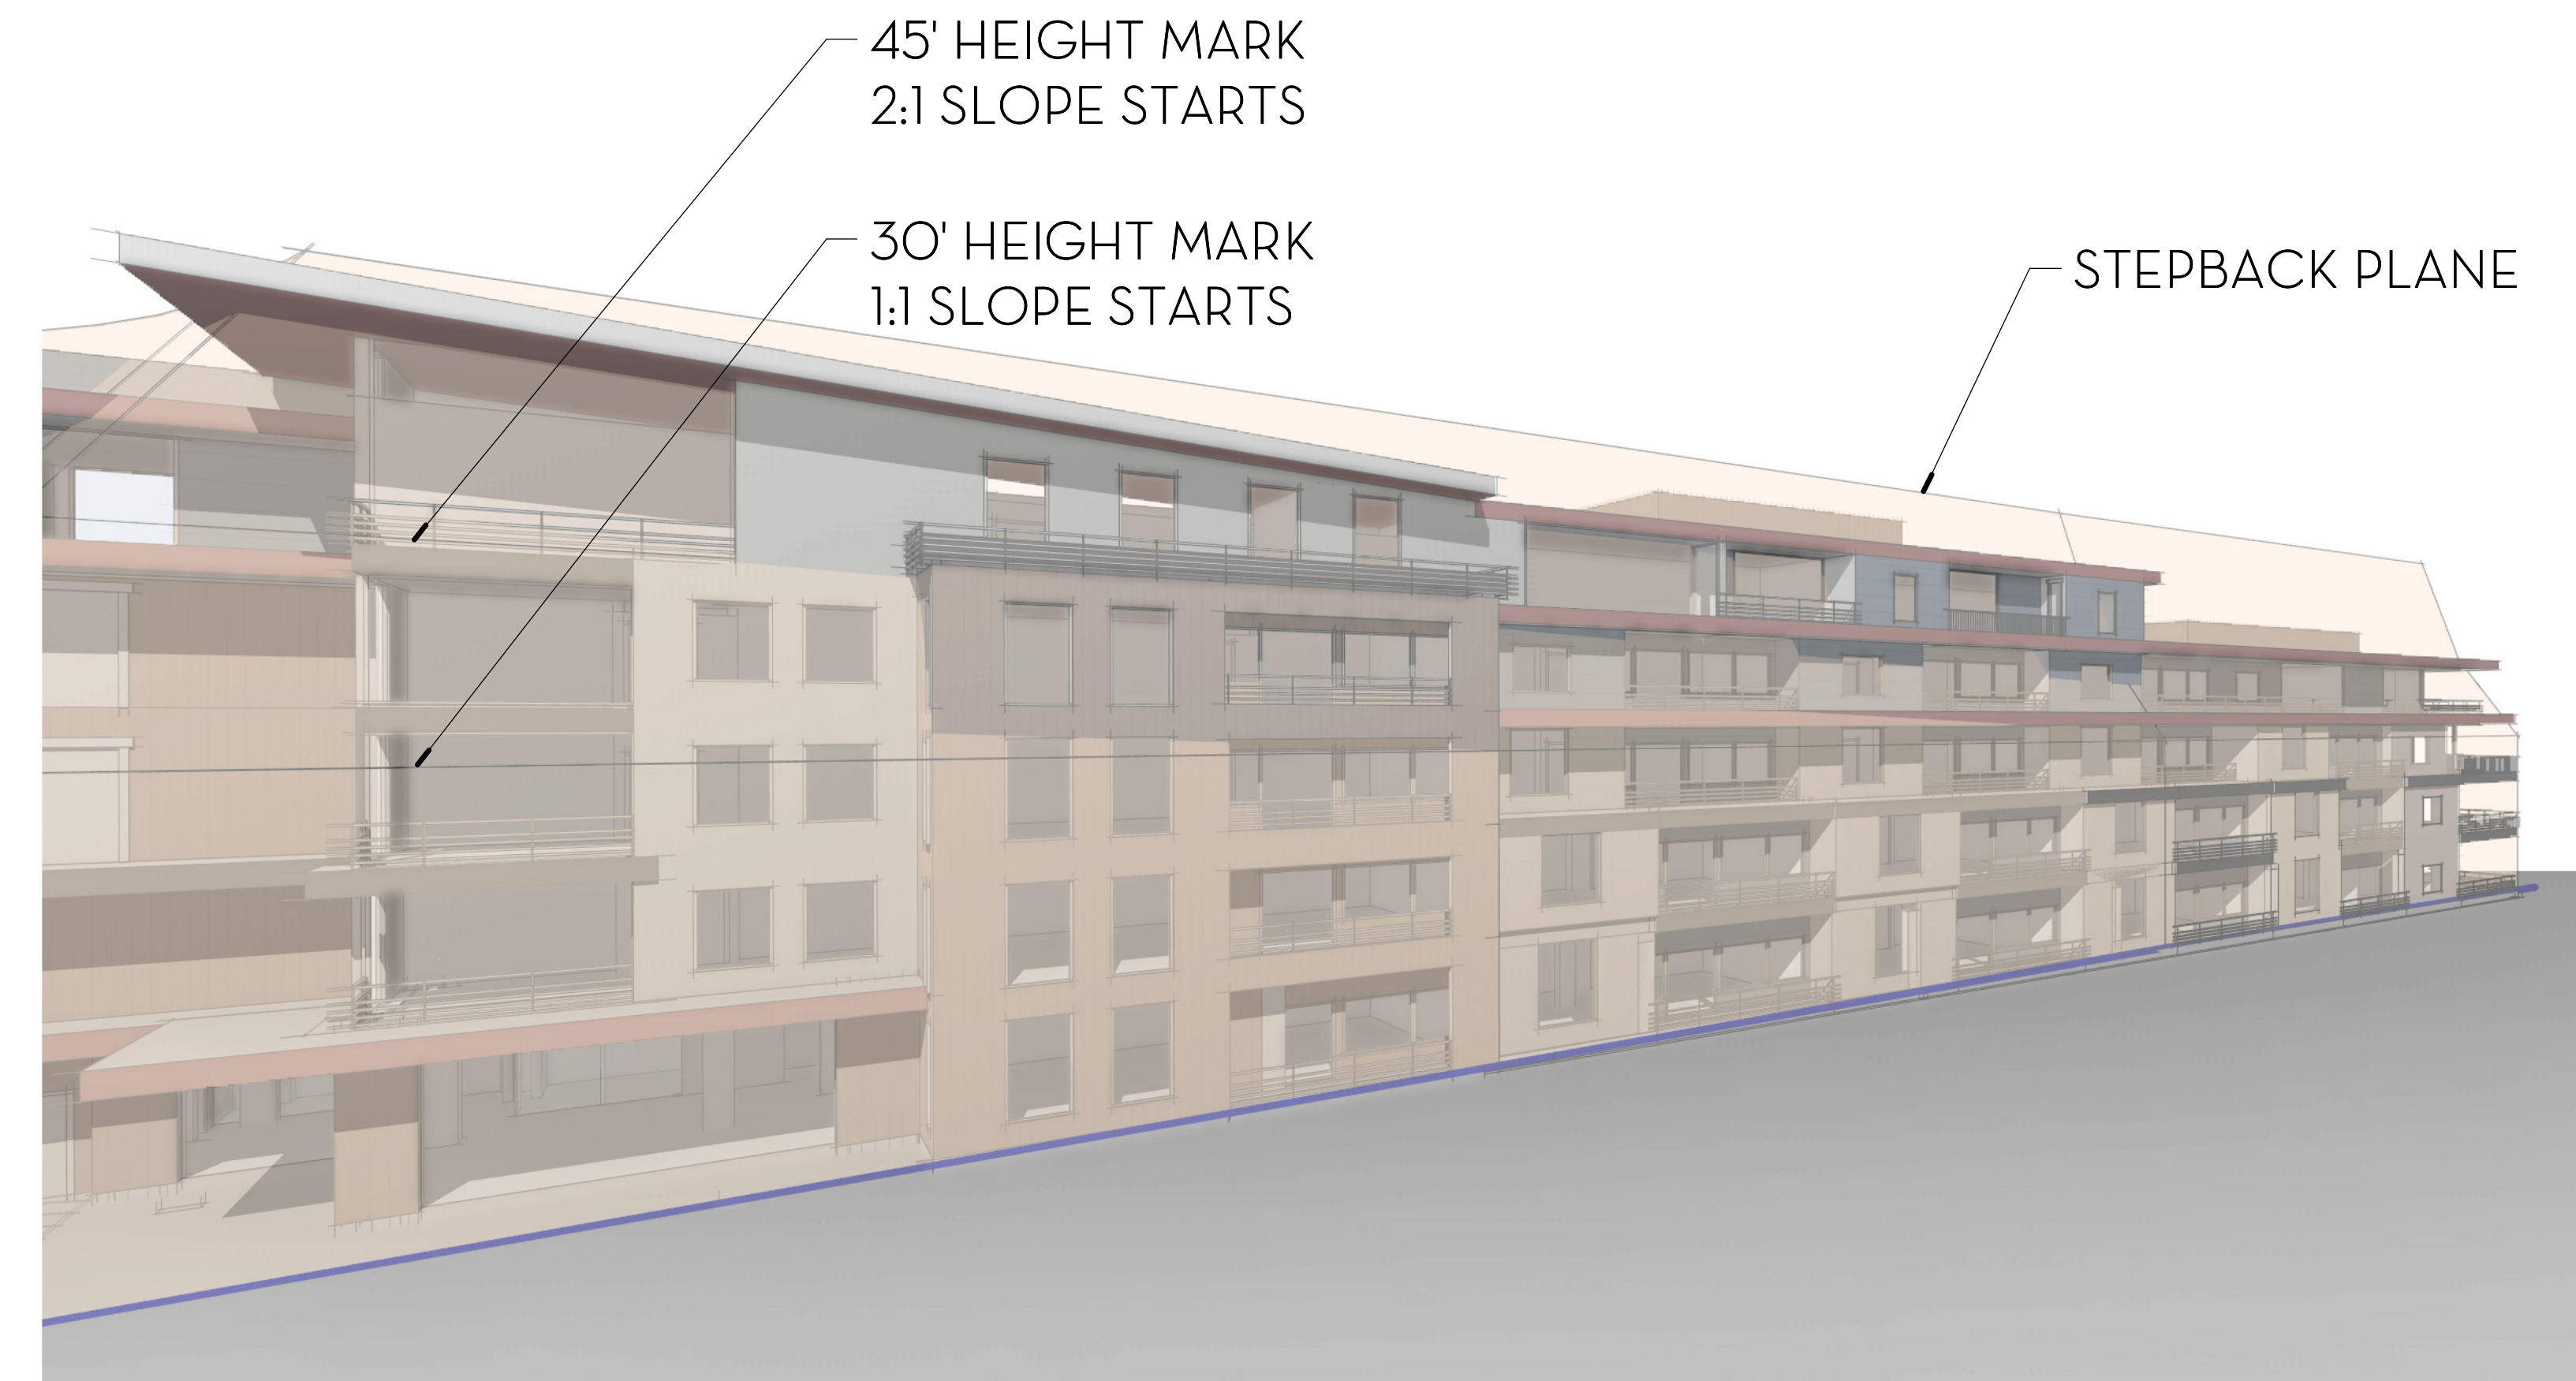 45' HEIGHT MARK
2:1 SLOPE STARTS
30' HEIGHT MARK
1:1 SLOPE STARTS
STEPBACK PLANE